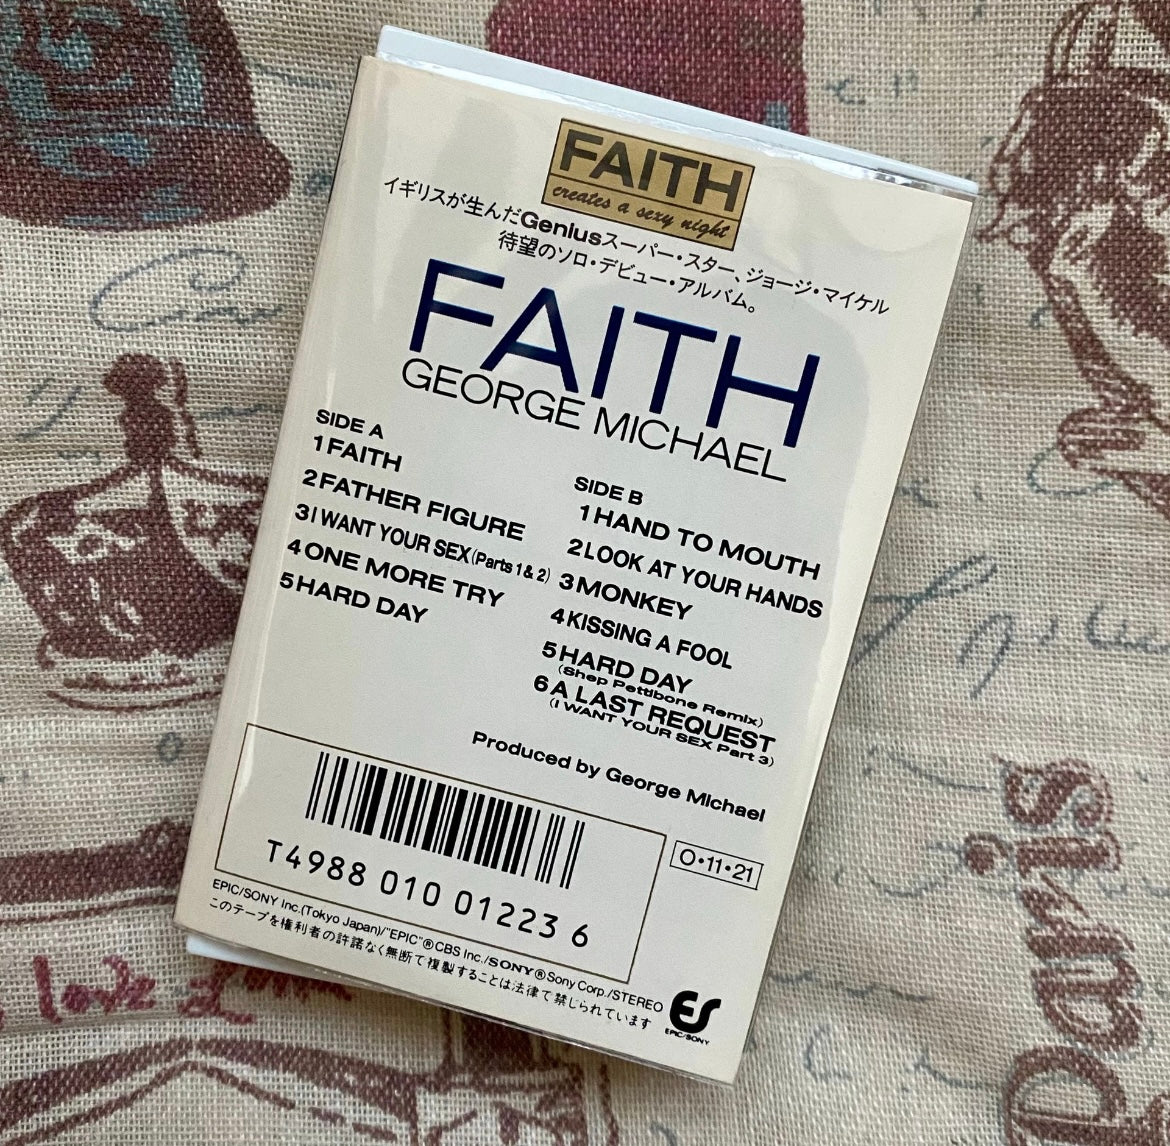 FAITH
creates a sexy night
イギリスが生んだGeniusスーパー・スター、ジョージ・マイケル
待望のソロ・デビュー・アルバム。
FAITH
GEORGE MICHAEL
SIDE A
1 FAITH
2 FATHER FIGURE
3 I WANT YOUR SEX (Parts 1 & 2)
4 ONE MORE TRY
5 HARD DAY
SIDE B
1 HAND TO MOUTH
2 LOOK AT YOUR HANDS
3 MONKEY
4 KISSING A FOOL
5 HARD DAY
(Shep Pettibone Remix)
6 A LAST REQUEST
(I WANT YOUR SEX Part 3)
Produced by George Michael
T4988 010 01223 6
O・11・21
EPIC/SONY Inc.(Tokyo Japan)/"EPIC"® CBS Inc./SONY® Sony Corp./STEREO
このテープを権利者の許諾なく無断で複製することは法律で禁じられています
ES
EPIC/SONY
Paris
Paris
love